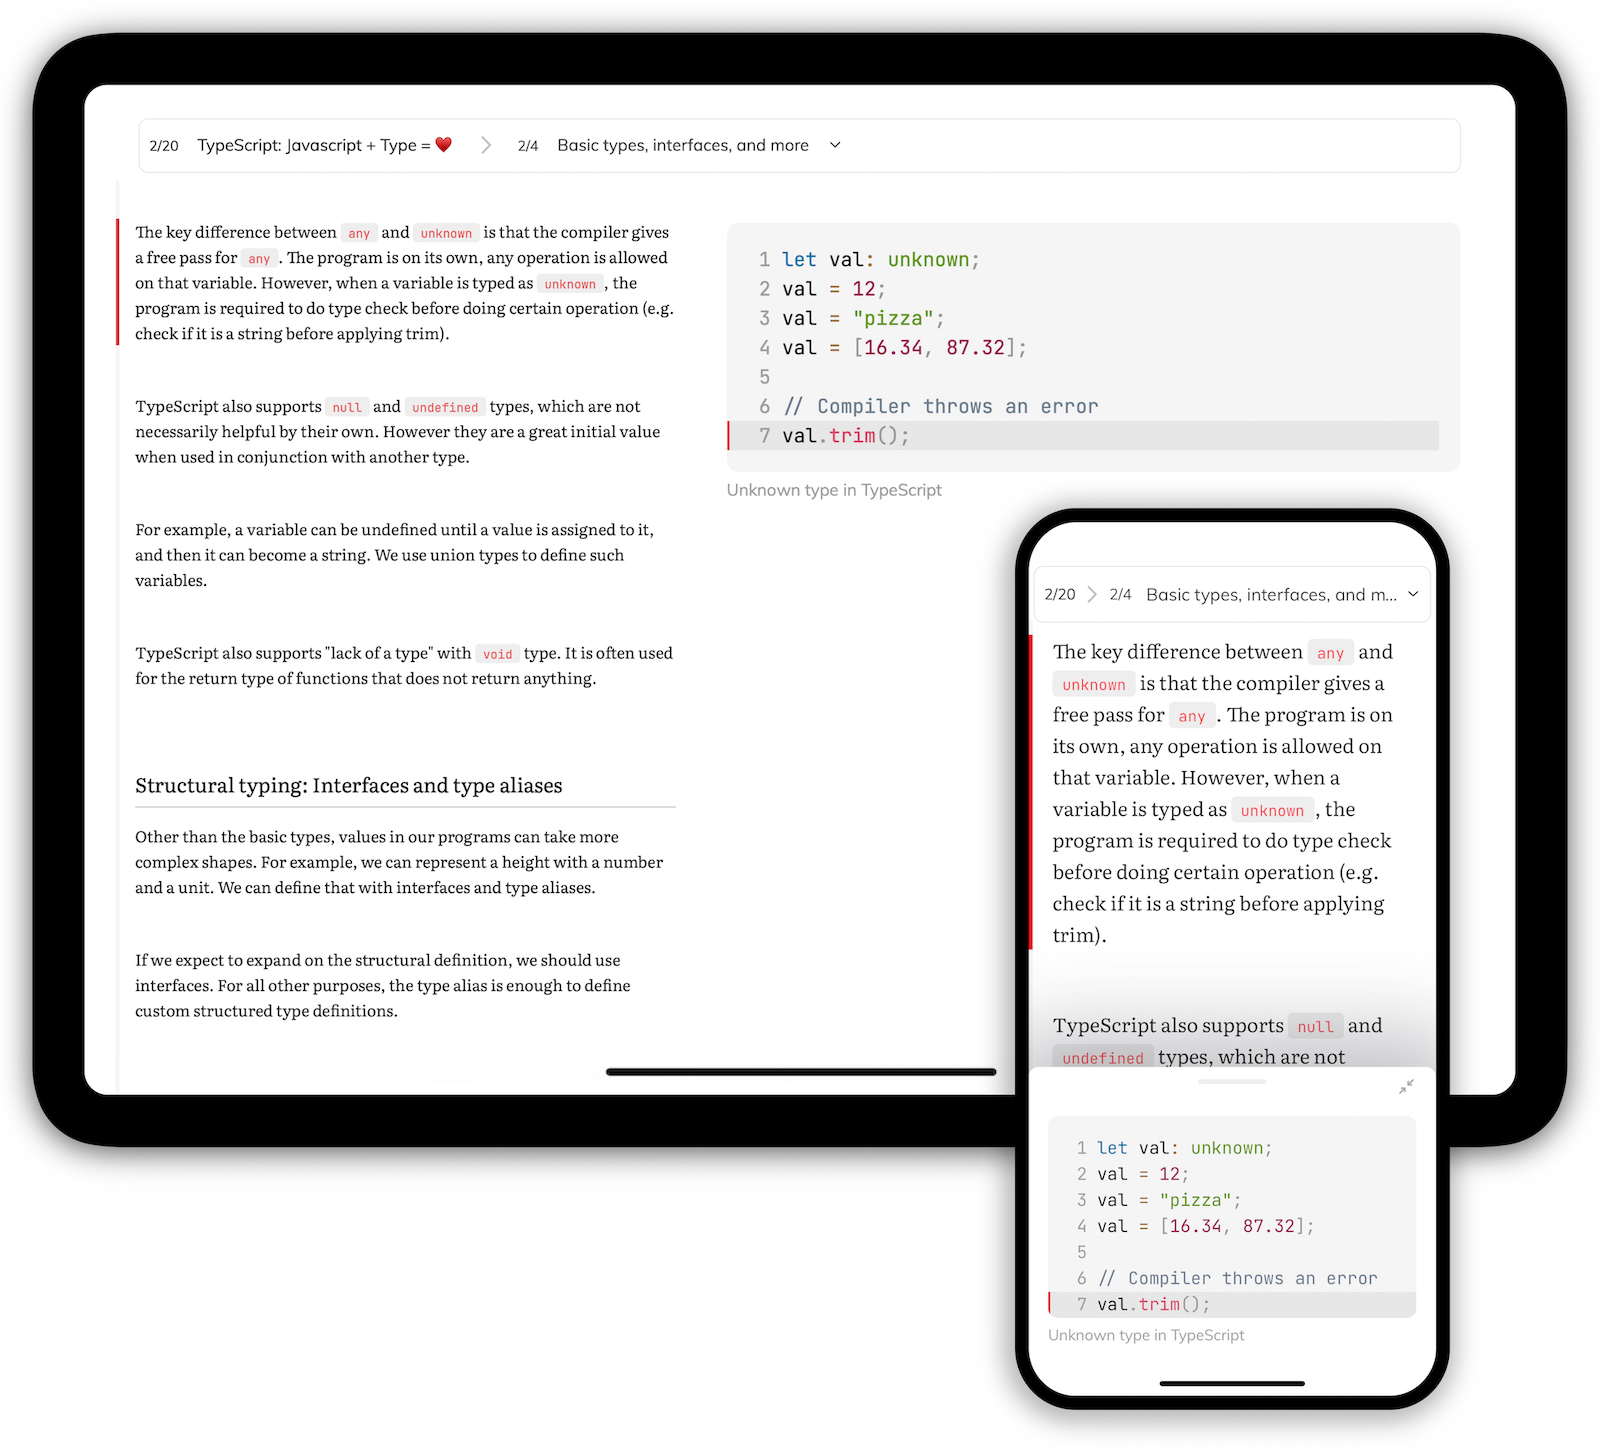 2/20 TypeScript: Javascript + Type = ❤️ > 2/4 Basic types, interfaces, and more
The key difference between any and unknown is that the compiler gives
a free pass for any . The program is on its own, any operation is allowed
on that variable. However, when a variable is typed as unknown , the
program is required to do type check before doing certain operation (e.g.
check if it is a string before applying trim).
TypeScript also supports null and undefined types, which are not
necessarily helpful by their own. However they are a great initial value
when used in conjunction with another type.
For example, a variable can be undefined until a value is assigned to it,
and then it can become a string. We use union types to define such
variables.
TypeScript also supports "lack of a type" with void type. It is often used
for the return type of functions that does not return anything.
Structural typing: Interfaces and type aliases
Other than the basic types, values in our programs can take more
complex shapes. For example, we can represent a height with a number
and a unit. We can define that with interfaces and type aliases.
If we expect to expand on the structural definition, we should use
interfaces. For all other purposes, the type alias is enough to define
custom structured type definitions.
1 let val: unknown;
2 val = 12;
3 val = "pizza";
4 val = [16.34, 87.32];
5
6 // Compiler throws an error
7 val.trim();
Unknown type in TypeScript
2/20 > 2/4 Basic types, interfaces, and m...
The key difference between any and
unknown is that the compiler gives a
free pass for any . The program is on
its own, any operation is allowed on
that variable. However, when a
variable is typed as unknown , the
program is required to do type check
before doing certain operation (e.g.
check if it is a string before applying
trim).
TypeScript also supports null and
undefined types, which are not
1 let val: unknown;
2 val = 12;
3 val = "pizza";
4 val = [16.34, 87.32];
5
6 // Compiler throws an error
7 val.trim();
Unknown type in TypeScript